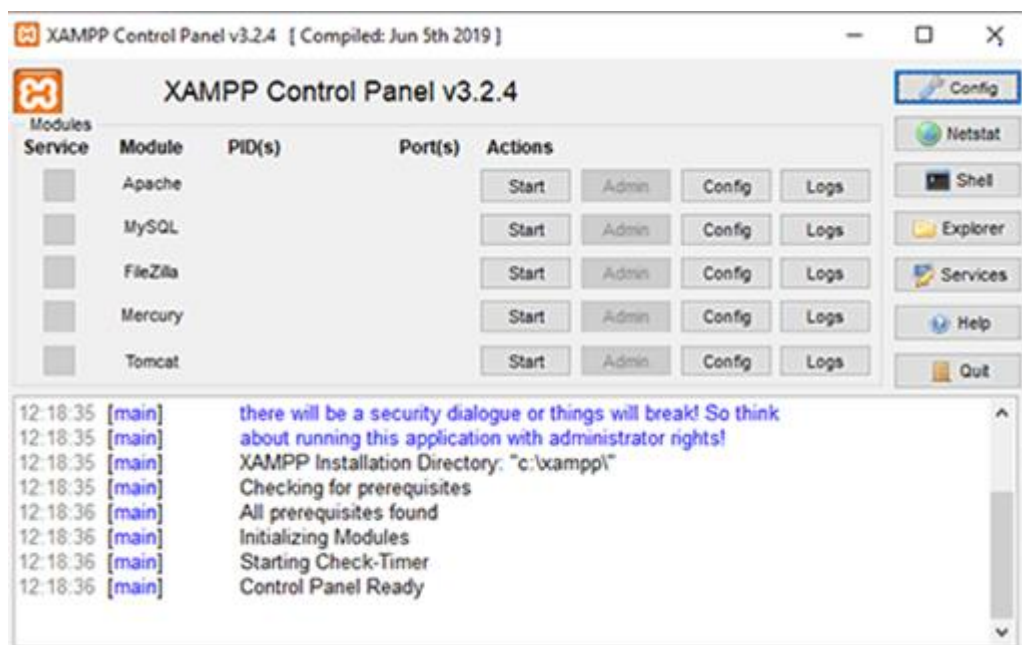 XAMPP Control Panel v3.2.4 [ Compiled: Jun 5th 2019 ]
XAMPP Control Panel v3.2.4
Config
Modules
Netstat
Service Module PID(s) Port(s) Actions
Apache Start Admin Config Logs
Shell
MySQL Start Admin Config Logs
Explorer
FileZilla Start Admin Config Logs
Services
Mercury Start Admin Config Logs
Help
Tomcat Start Admin Config Logs
Quit
12:18:35 [main] there will be a security dialogue or things will break! So think
12:18:35 [main] about running this application with administrator rights!
12:18:35 [main] XAMPP Installation Directory: "c:\xampp\"
12:18:35 [main] Checking for prerequisites
12:18:36 [main] All prerequisites found
12:18:36 [main] Initializing Modules
12:18:36 [main] Starting Check-Timer
12:18:36 [main] Control Panel Ready